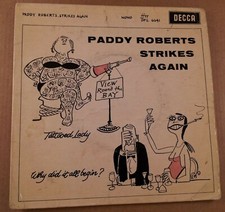 PADDY ROBERTS STRIKES AGAIN
MONO
DECCA
PADDY ROBERTS
STRIKES
AGAIN
VIEW
Round the
BAY
Tattooed Lady
Why did it all begin?